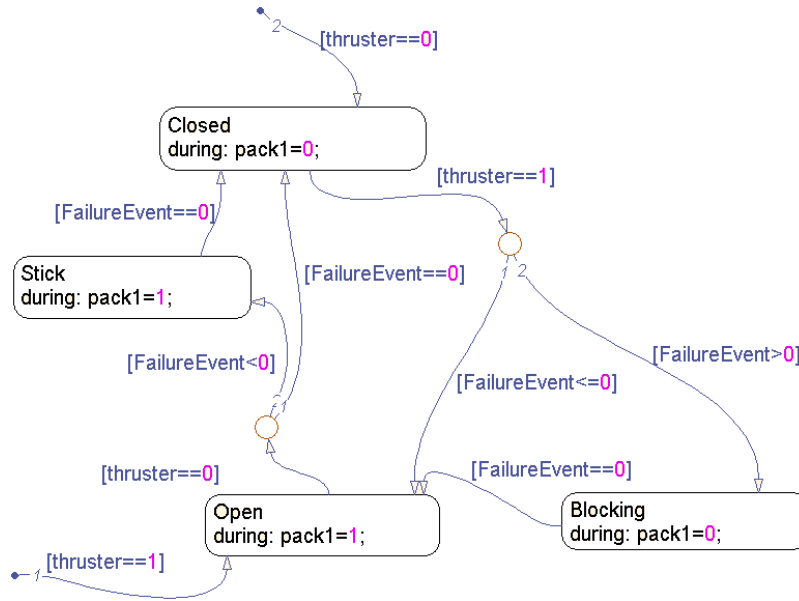 2
[thruster==0]
Closed
during: pack1=0;
[thruster==1]
[FailureEvent==0]
Stick
during: pack1=1;
[FailureEvent==0]
1 2
[FailureEvent>0]
[FailureEvent<0]
[FailureEvent<=0]
2
[thruster==0]
[FailureEvent==0]
Open
during: pack1=1;
Blocking
during: pack1=0;
[thruster==1]
1